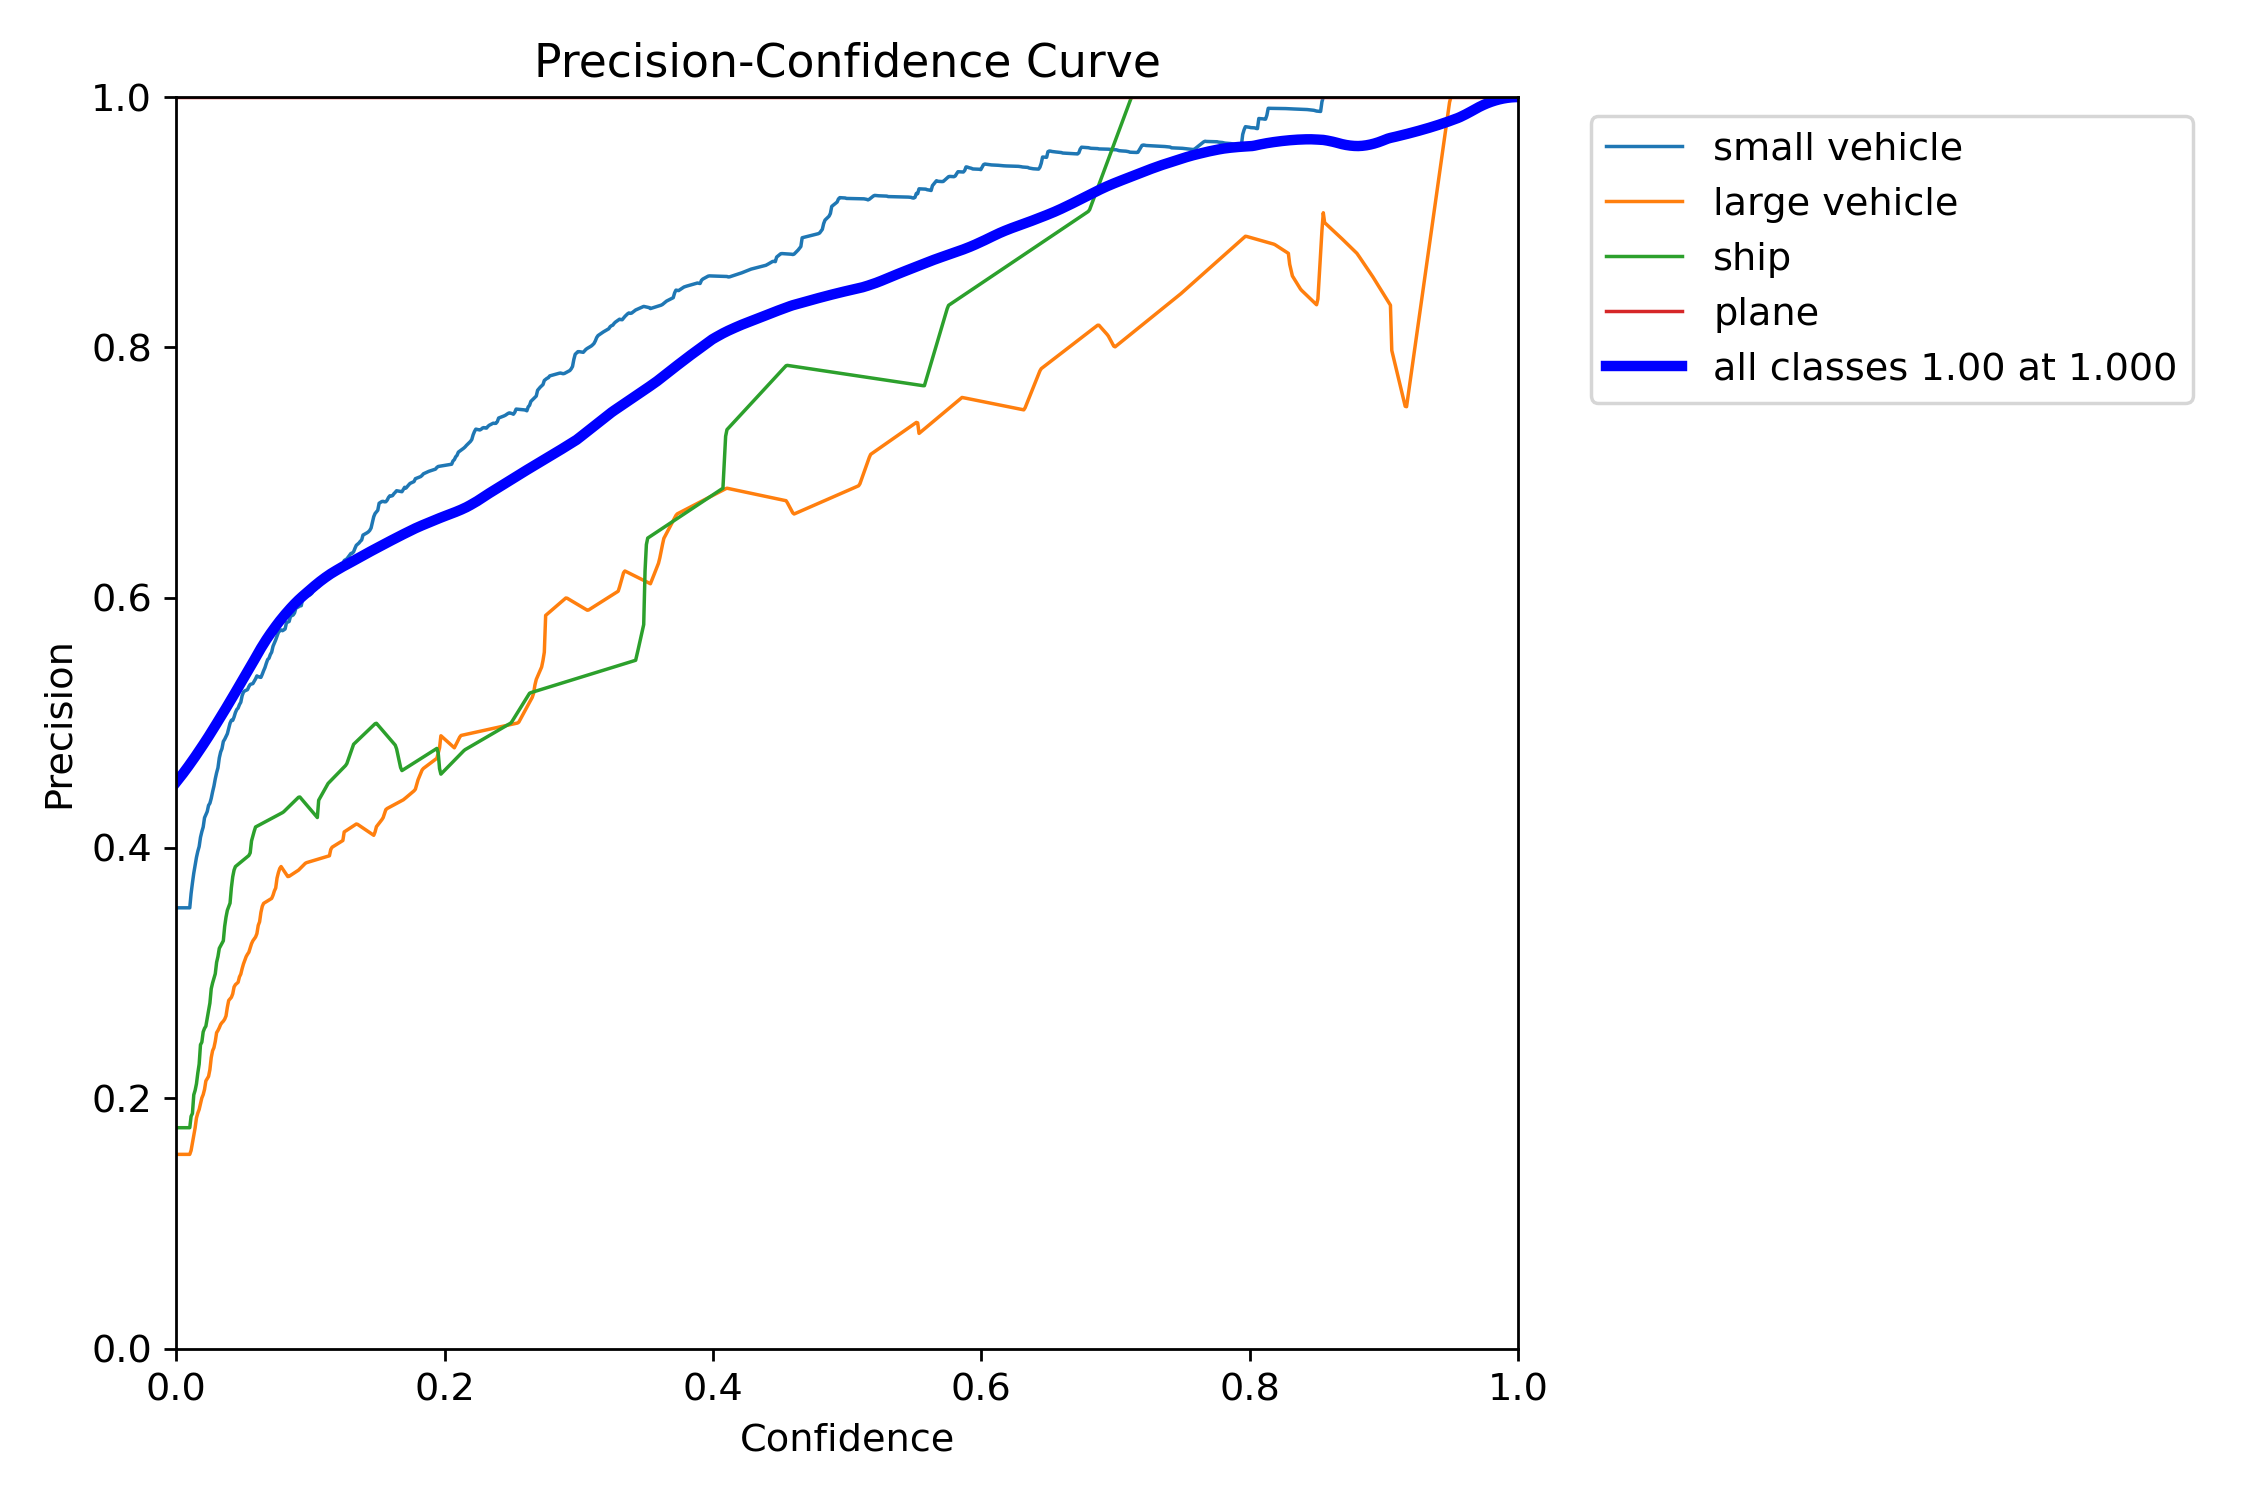 Precision-Confidence Curve
1.0
0.8
0.6
0.4
0.2
0.0
Precision
0.0 0.2 0.4 0.6 0.8 1.0
Confidence
small vehicle
large vehicle
ship
plane
all classes 1.00 at 1.000